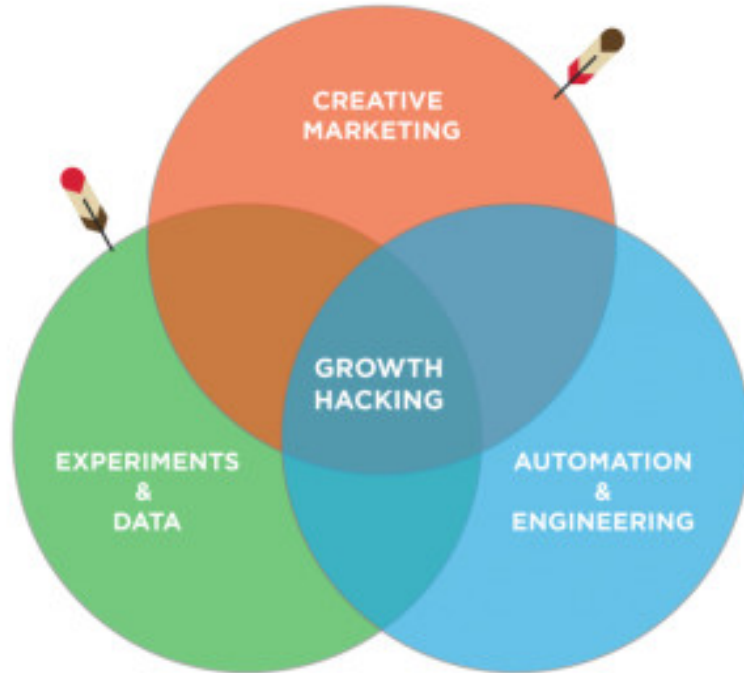 CREATIVE
MARKETING
GROWTH
HACKING
EXPERIMENTS
&
DATA
AUTOMATION
&
ENGINEERING